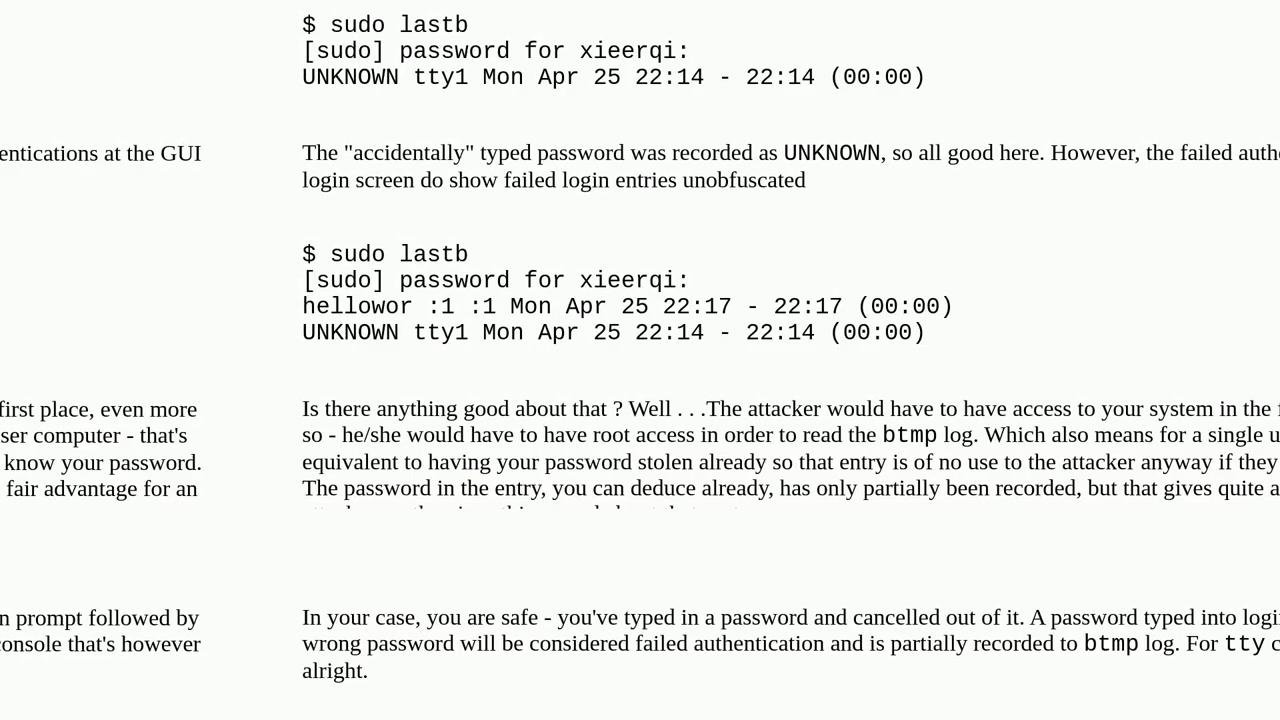 $ sudo lastb
[sudo] password for xieerqi:
UNKNOWN tty1 Mon Apr 25 22:14 - 22:14 (00:00)
entications at the GUI
The "accidentally" typed password was recorded as UNKNOWN, so all good here. However, the failed authe
login screen do show failed login entries unobfuscated
$ sudo lastb
[sudo] password for xieerqi:
hellowor :1 :1 Mon Apr 25 22:17 - 22:17 (00:00)
UNKNOWN tty1 Mon Apr 25 22:14 - 22:14 (00:00)
first place, even more
ser computer - that's
know your password.
fair advantage for an
Is there anything good about that ? Well . . .The attacker would have to have access to your system in the f
so - he/she would have to have root access in order to read the btmp log. Which also means for a single u
equivalent to having your password stolen already so that entry is of no use to the attacker anyway if they
The password in the entry, you can deduce already, has only partially been recorded, but that gives quite a
n prompt followed by
console that's however
In your case, you are safe - you've typed in a password and cancelled out of it. A password typed into logi
wrong password will be considered failed authentication and is partially recorded to btmp log. For tty c
alright.